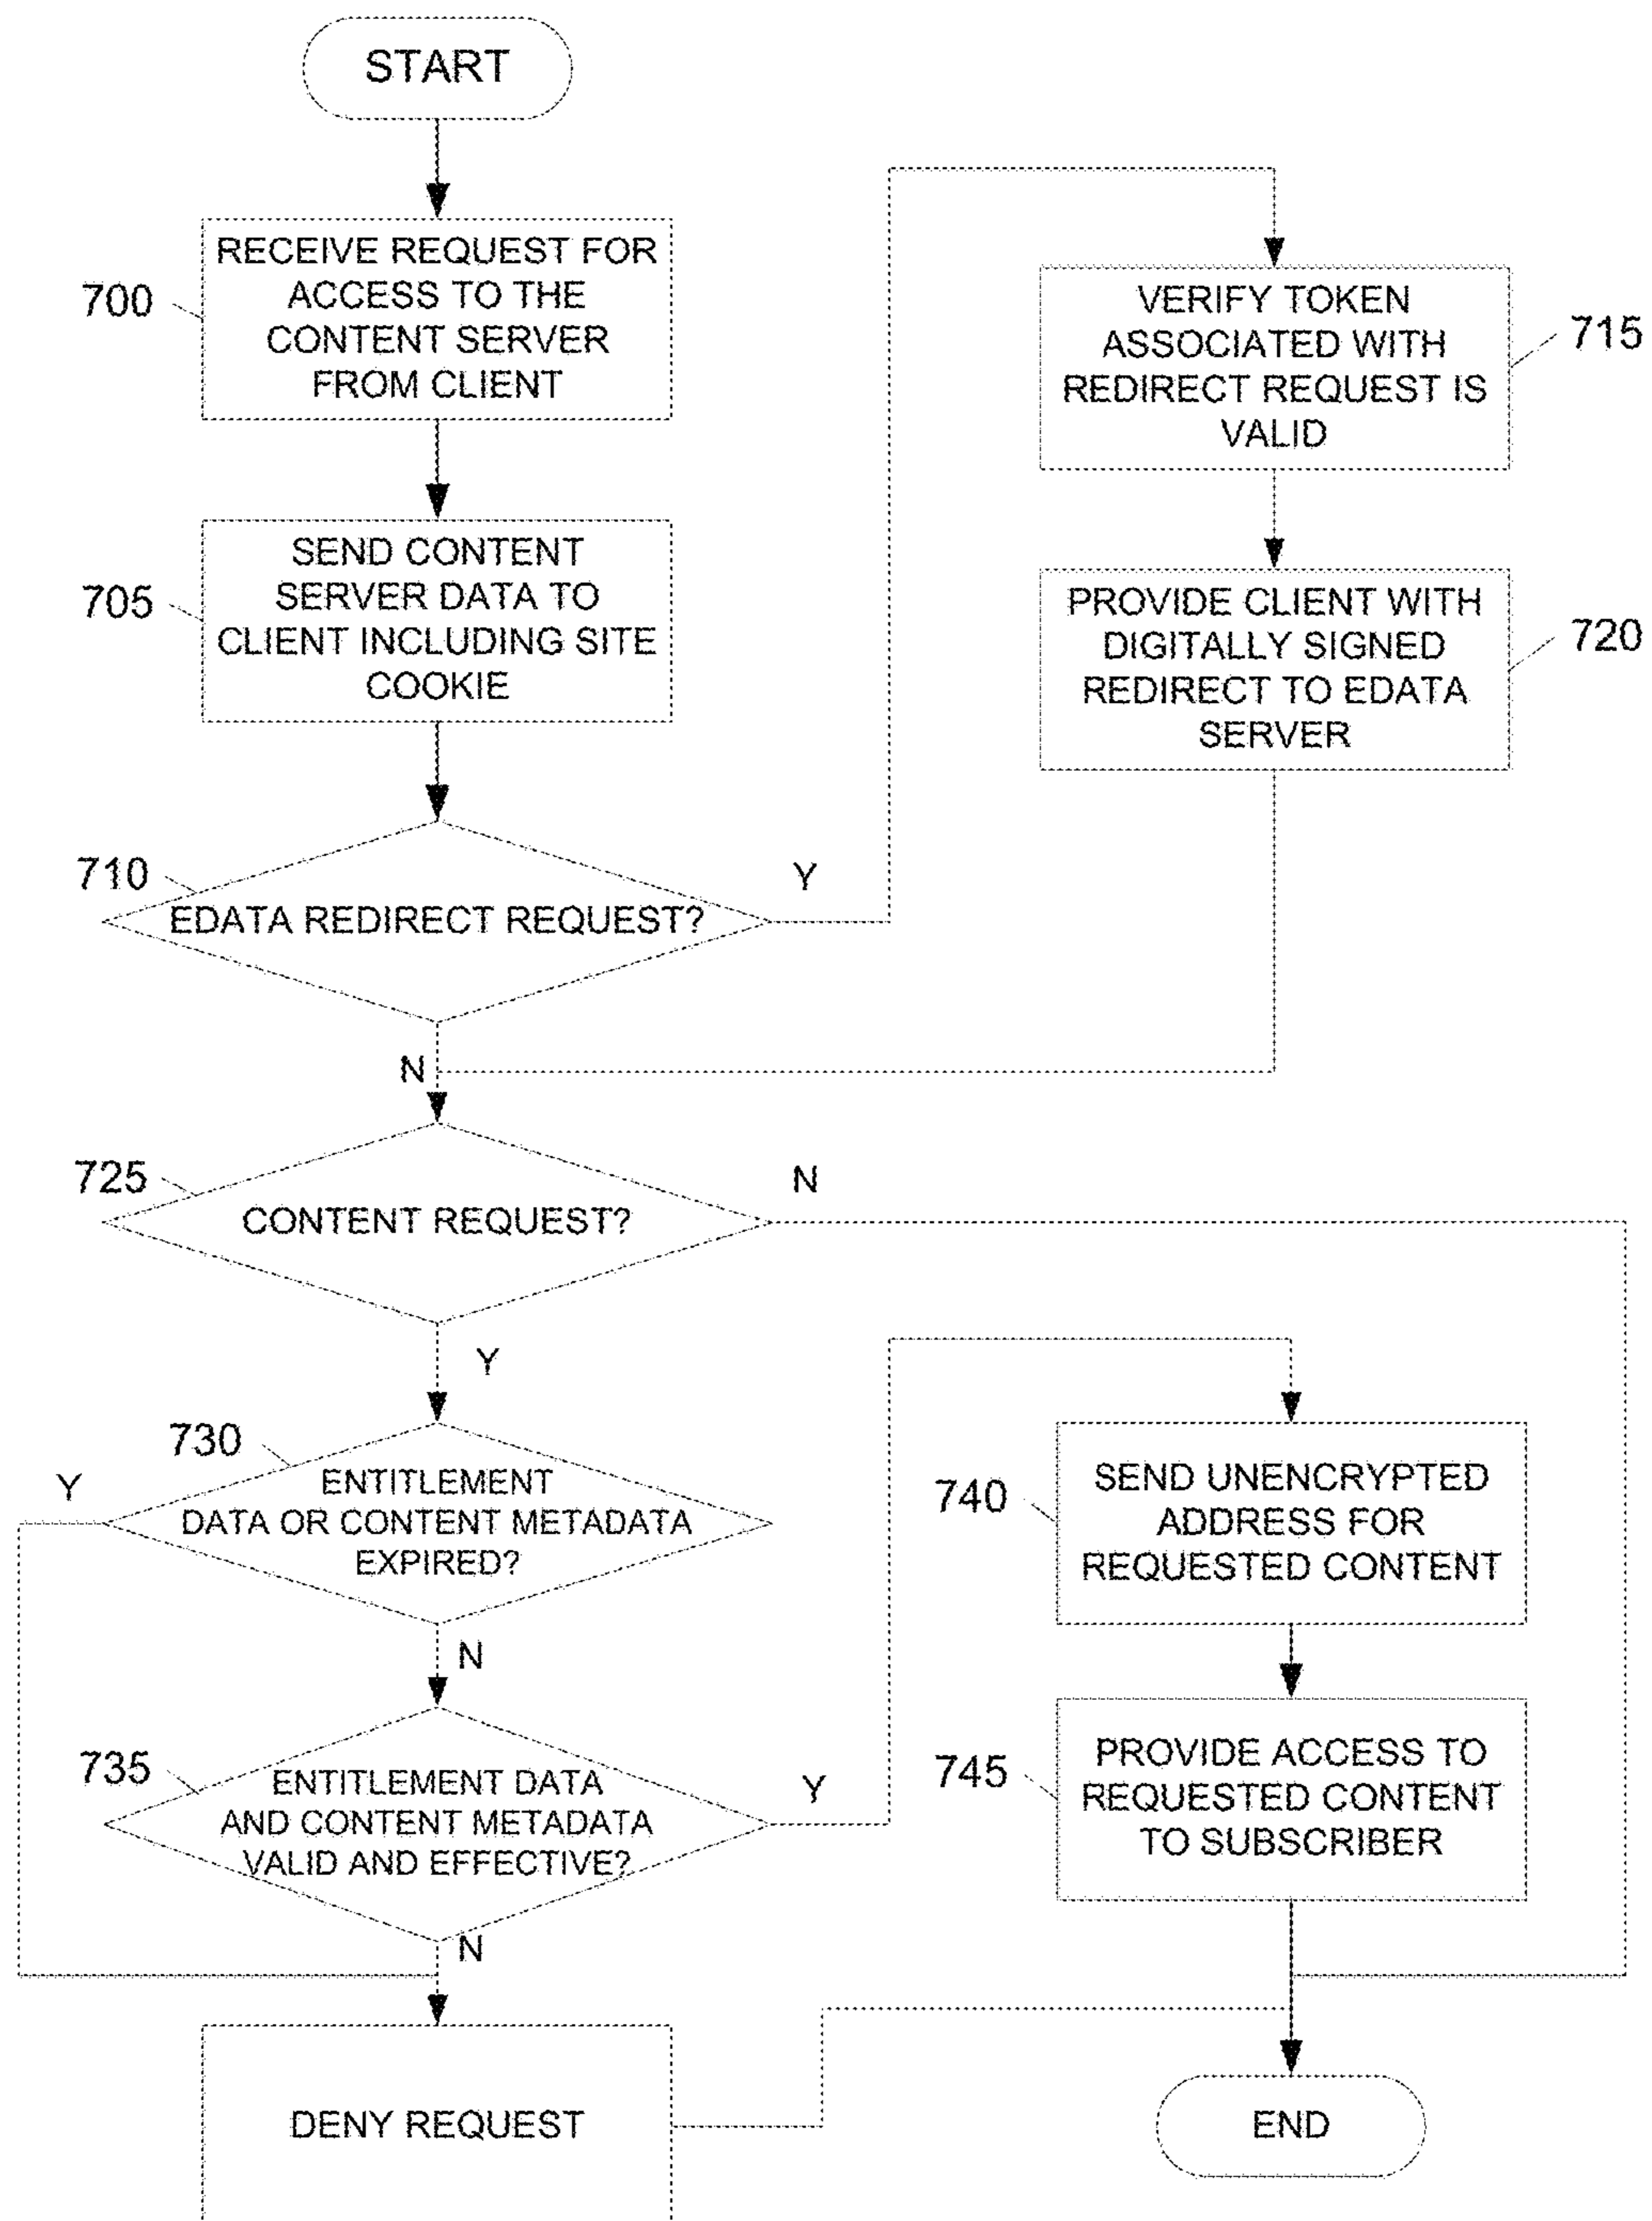 START
700
RECEIVE REQUEST FOR
ACCESS TO THE
CONTENT SERVER
FROM CLIENT
705
SEND CONTENT
SERVER DATA TO
CLIENT INCLUDING SITE
COOKIE
710
EDATA REDIRECT REQUEST?
Y
N
VERIFY TOKEN
ASSOCIATED WITH
REDIRECT REQUEST IS
VALID
715
PROVIDE CLIENT WITH
DIGITALLY SIGNED
REDIRECT TO EDATA
SERVER
720
725
CONTENT REQUEST?
N
Y
730
ENTITLEMENT
DATA OR CONTENT METADATA
EXPIRED?
Y
N
735
ENTITLEMENT DATA
AND CONTENT METADATA
VALID AND EFFECTIVE?
Y
N
740
SEND UNENCRYPTED
ADDRESS FOR
REQUESTED CONTENT
745
PROVIDE ACCESS TO
REQUESTED CONTENT
TO SUBSCRIBER
DENY REQUEST
END